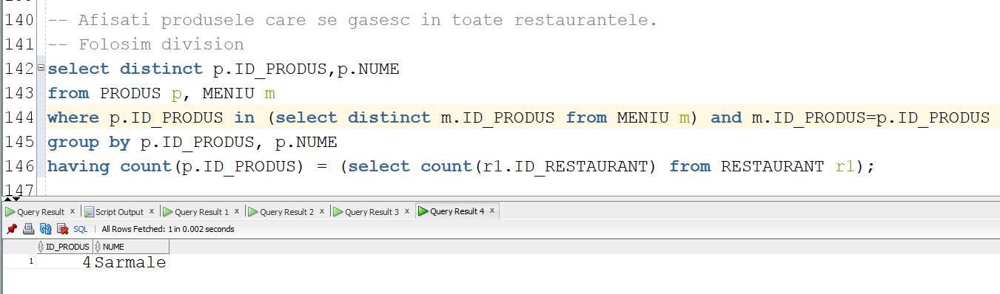 140 -- Afisati produsele care se gasesc in toate restaurantele.
141 -- Folosim division
142 select distinct p.ID_PRODUS,p.NUME
143 from PRODUS p, MENIU m
144 where p.ID_PRODUS in (select distinct m.ID_PRODUS from MENIU m) and m.ID_PRODUS=p.ID_PRODUS
145 group by p.ID_PRODUS, p.NUME
146 having count(p.ID_PRODUS) = (select count(r1.ID_RESTAURANT) from RESTAURANT r1);
147
Query Result x Script Output x Query Result 1 x Query Result 2 x Query Result 3 x Query Result 4 x
SQL | All Rows Fetched: 1 in 0.002 seconds
ID_PRODUS NUME
1 4 Sarmale